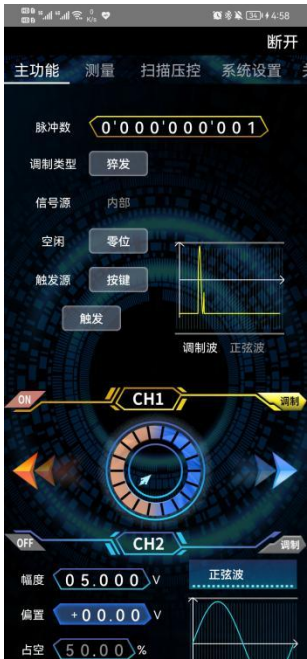 0 K/s 34 4:58
断开
主功能 测量 扫描压控 系统设置
脉冲数 0'000'000'001
调制类型 猝发
信号源 内部
空闲 零位
触发源 按键
触发
调制波 正弦波
ON CH1 调制
OFF CH2 调制
幅度 05.000 V 正弦波
偏置 +00.00 V
占空 50.00 %